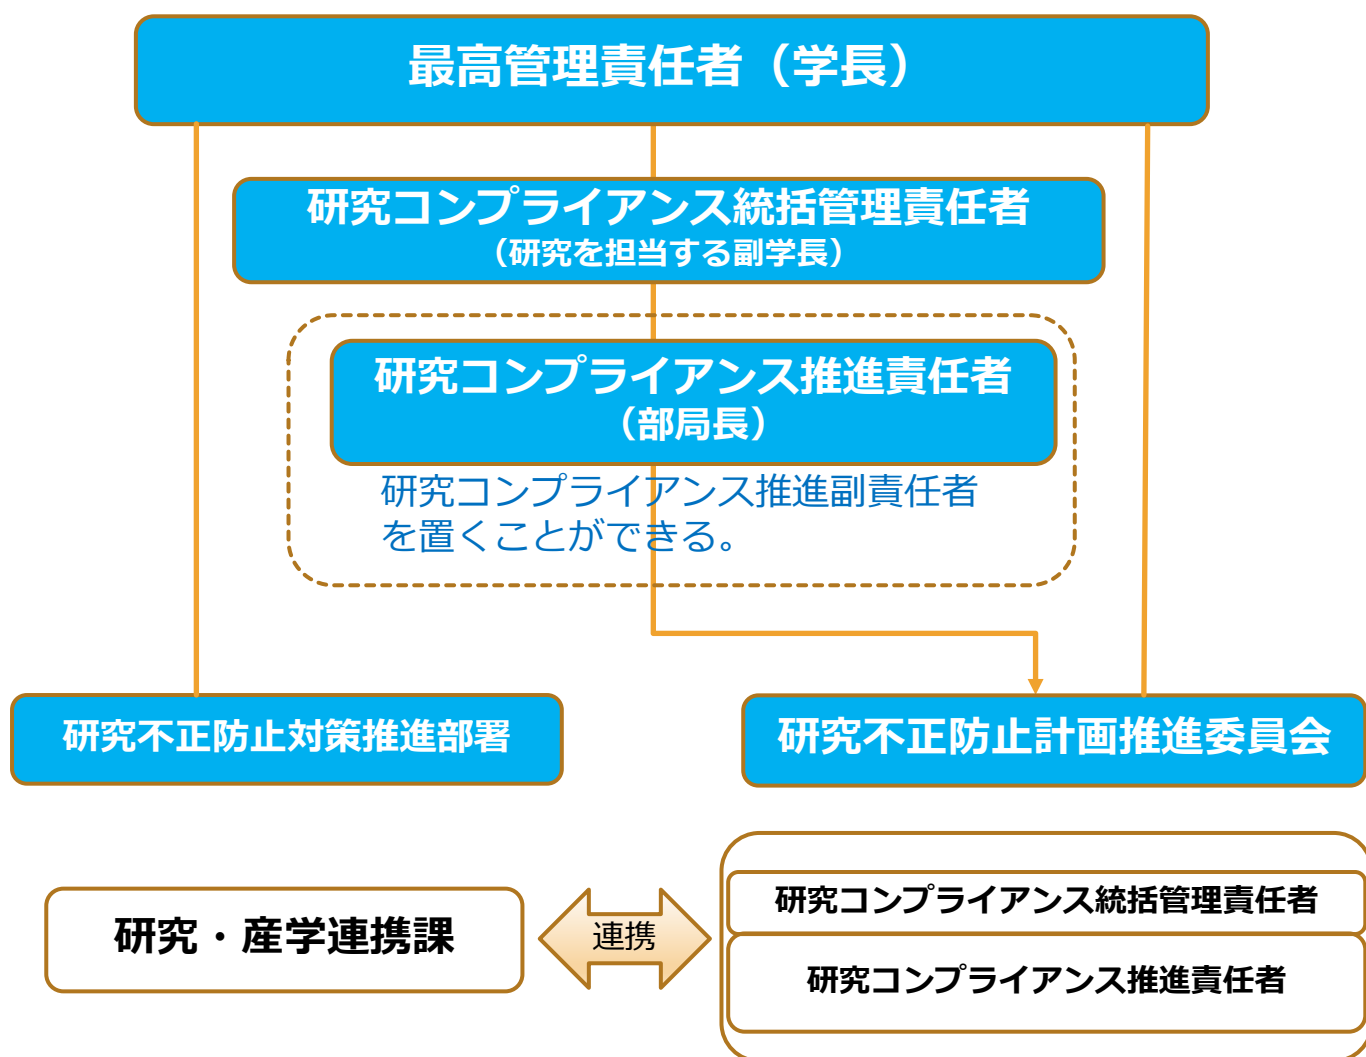 最高管理責任者（学長）
研究コンプライアンス統括管理責任者
（研究を担当する副学長）
研究コンプライアンス推進責任者
（部局長）
研究コンプライアンス推進副責任者
を置くことができる。
研究不正防止対策推進部署
研究不正防止計画推進委員会
研究・産学連携課
連携
研究コンプライアンス統括管理責任者
研究コンプライアンス推進責任者